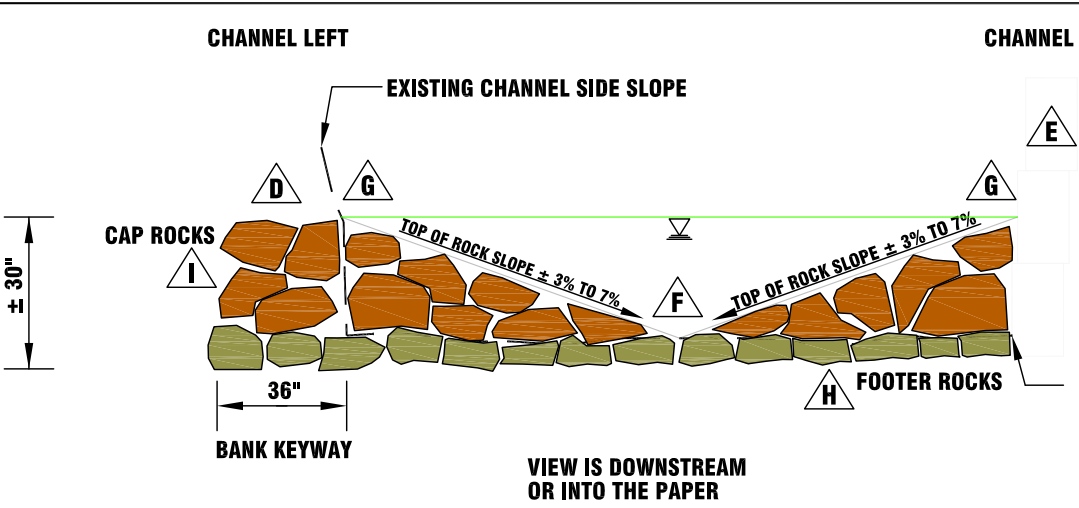 CHANNEL LEFT
CHANNEL
EXISTING CHANNEL SIDE SLOPE
E
D
G
G
CAP ROCKS
I
± 30"
TOP OF ROCK SLOPE ± 3% TO 7%
TOP OF ROCK SLOPE ± 3% TO 7%
F
H
FOOTER ROCKS
36"
BANK KEYWAY
VIEW IS DOWNSTREAM
OR INTO THE PAPER